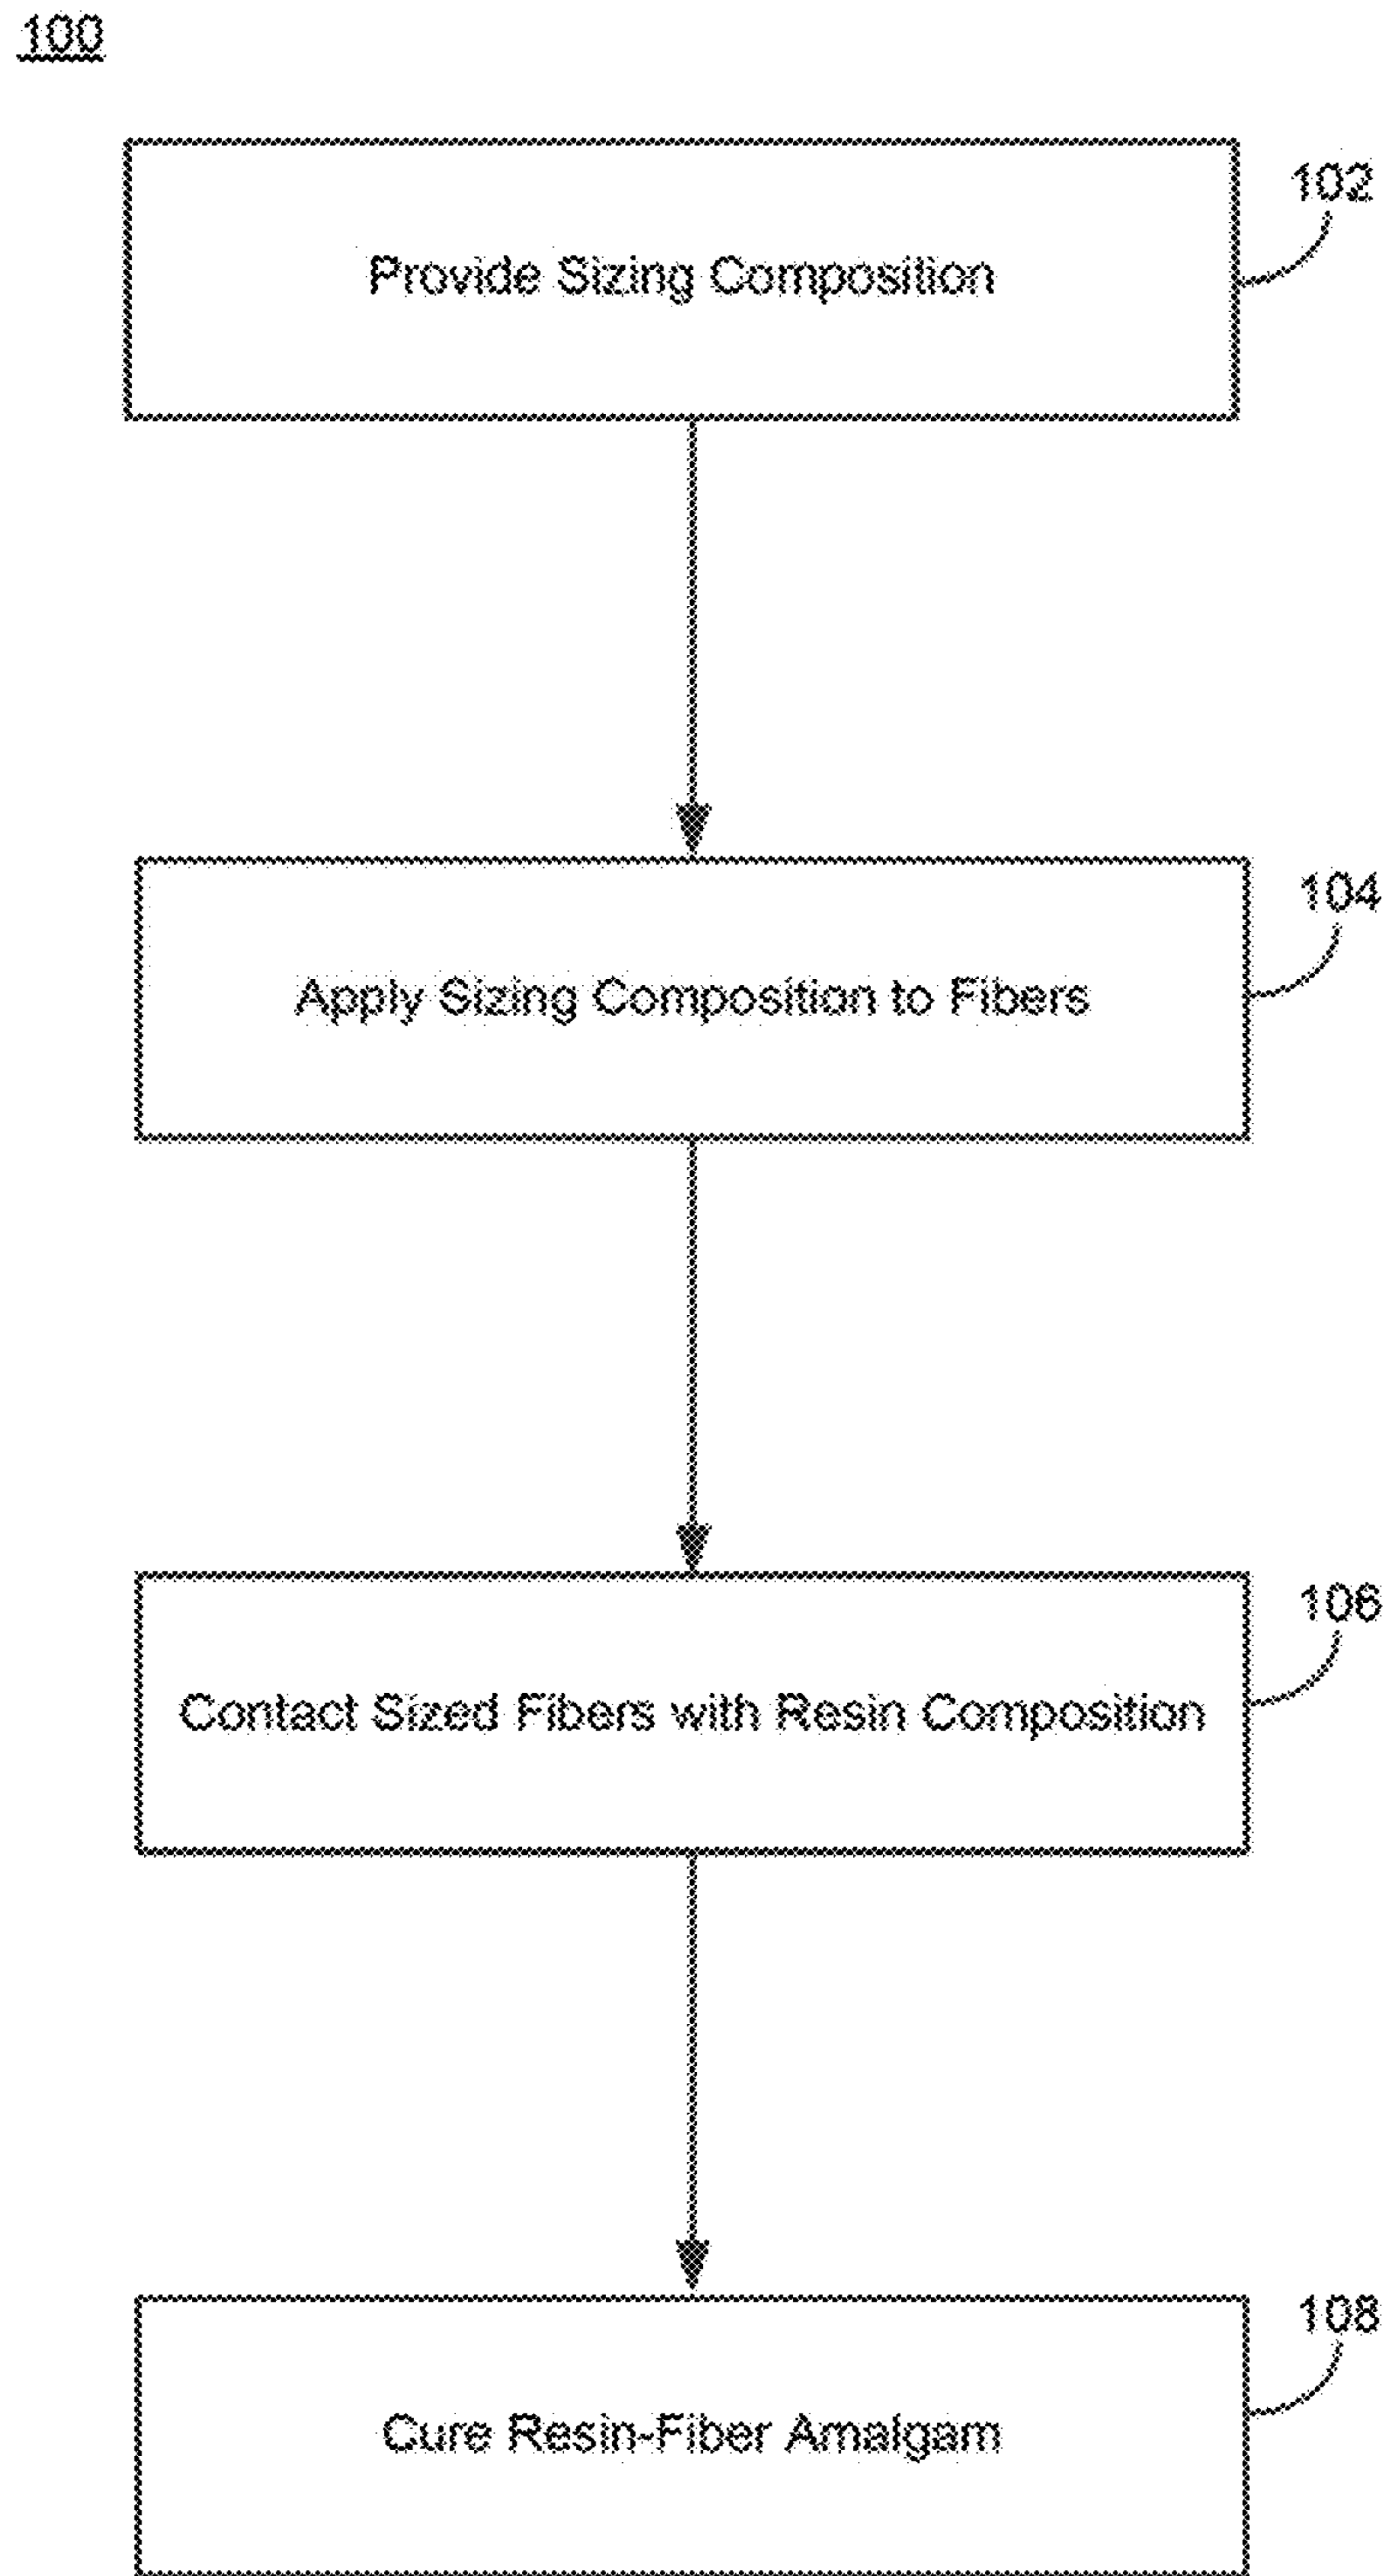 100
102
Provide Sizing Composition
104
Apply Sizing Composition to Fibers
106
Contact Sized Fibers with Resin Composition
108
Cure Resin-Fiber Amalgam